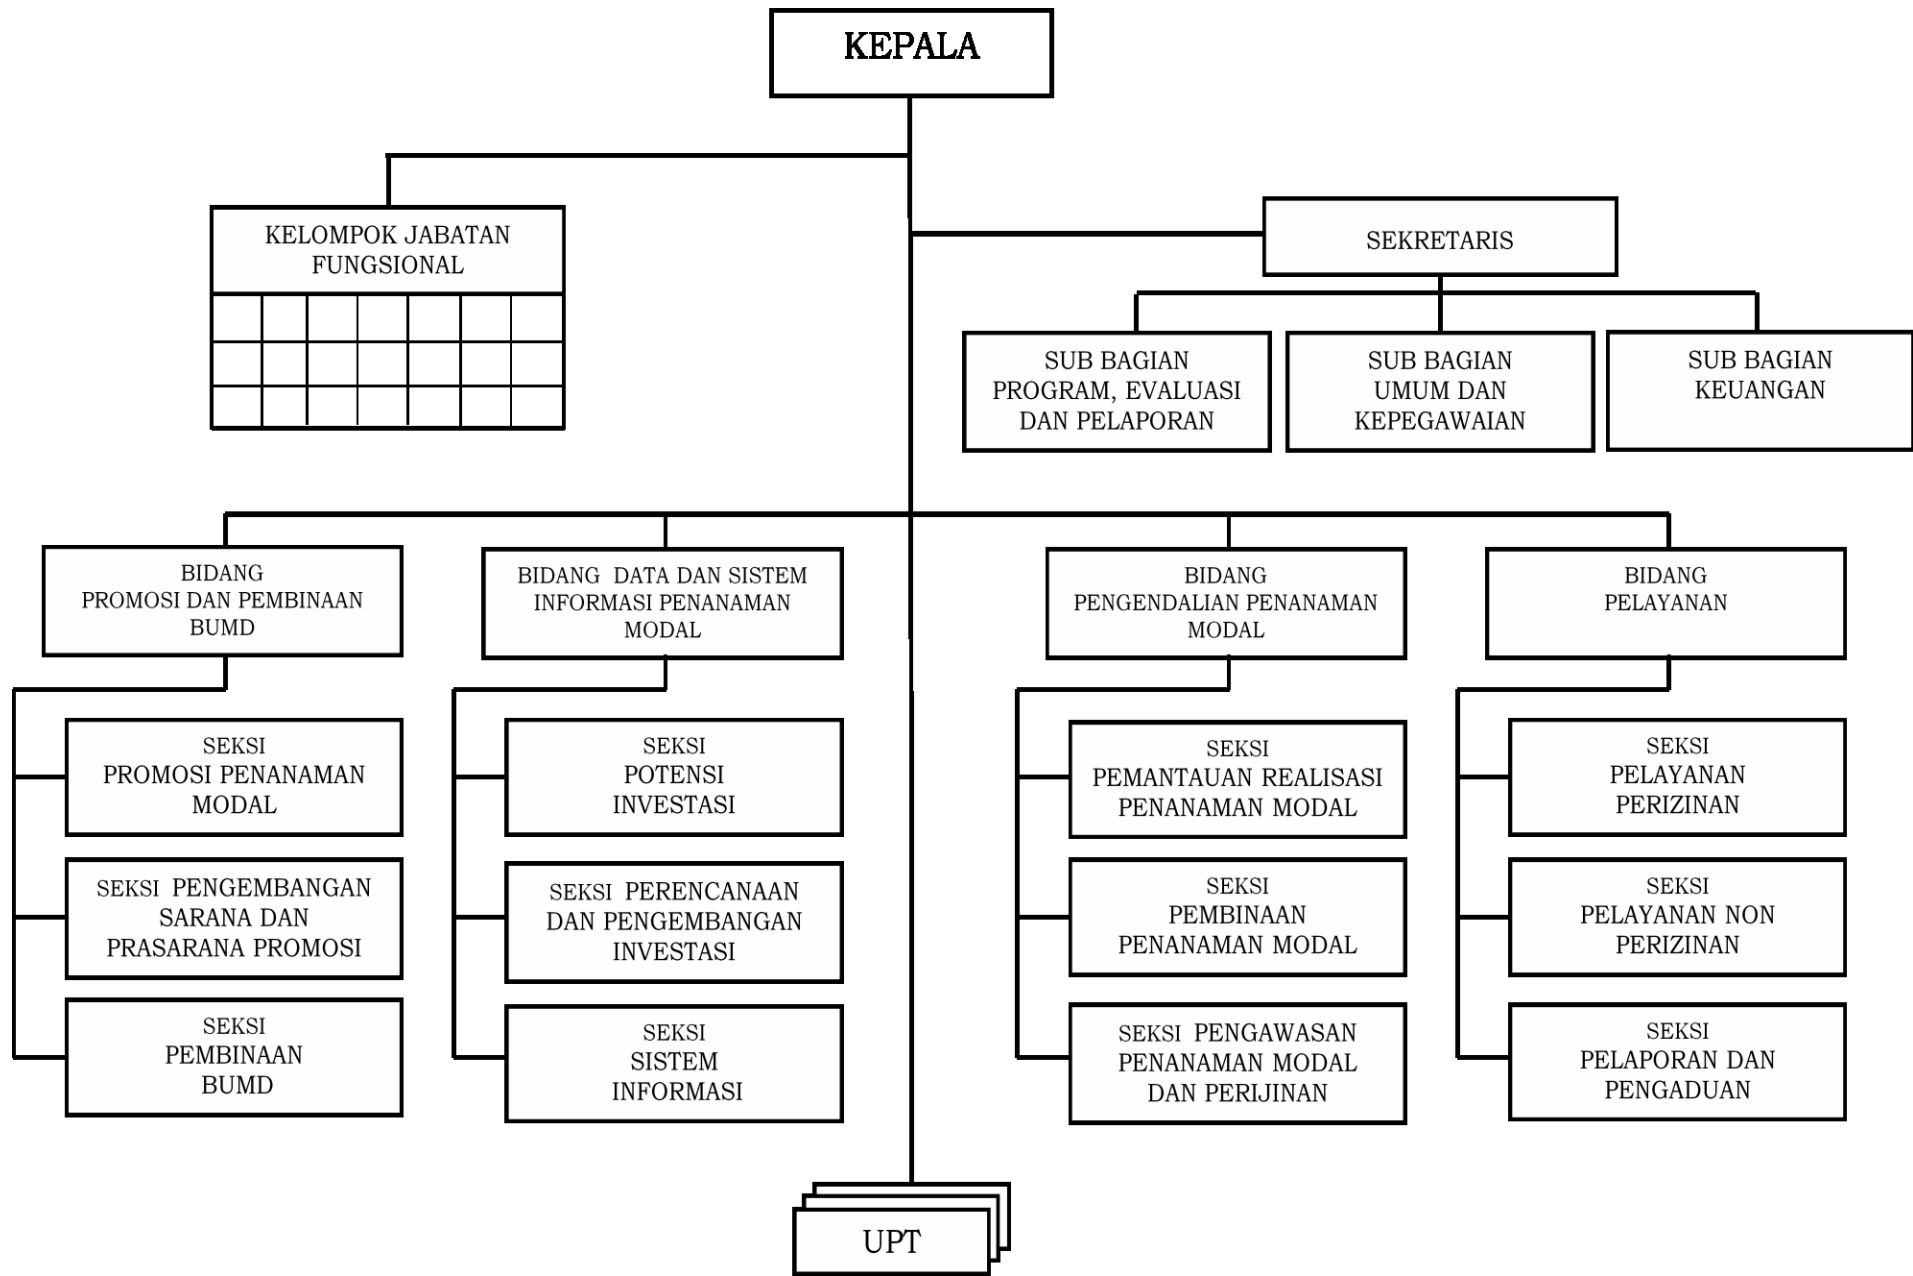 KEPALA
KELOMPOK JABATAN
FUNGSIONAL
SEKRETARIS
SUB BAGIAN
PROGRAM, EVALUASI
DAN PELAPORAN
SUB BAGIAN
UMUM DAN
KEPEGAWAIAN
SUB BAGIAN
KEUANGAN
BIDANG
PROMOSI DAN PEMBINAAN
BUMD
BIDANG DATA DAN SISTEM
INFORMASI PENANAMAN
MODAL
BIDANG
PENGENDALIAN PENANAMAN
MODAL
BIDANG
PELAYANAN
SEKSI
PROMOSI PENANAMAN
MODAL
SEKSI PENGEMBANGAN
SARANA DAN
PRASARANA PROMOSI
SEKSI
PEMBINAAN
BUMD
SEKSI
POTENSI
INVESTASI
SEKSI PERENCANAAN
DAN PENGEMBANGAN
INVESTASI
SEKSI
SISTEM
INFORMASI
SEKSI
PEMANTAUAN REALISASI
PENANAMAN MODAL
SEKSI
PEMBINAAN
PENANAMAN MODAL
SEKSI PENGAWASAN
PENANAMAN MODAL
DAN PERIJINAN
SEKSI
PELAYANAN
PERIZINAN
SEKSI
PELAYANAN NON
PERIZINAN
SEKSI
PELAPORAN DAN
PENGADUAN
UPT